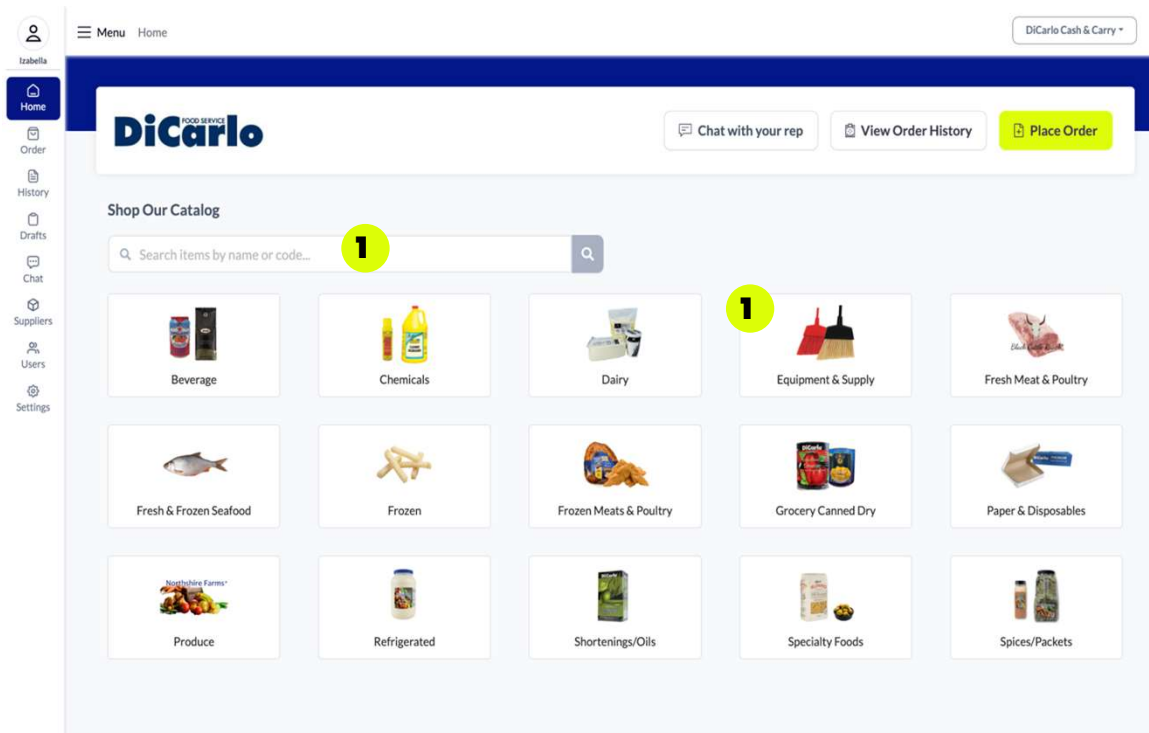 Izabella
Menu Home
DiCarlo Cash & Carry
Home
Order
History
Drafts
Chat
Suppliers
Users
Settings
FOOD SERVICE
DiCarlo
Chat with your rep
View Order History
Place Order
Shop Our Catalog
Search items by name or code...
1
1
Beverage
Chemicals
Dairy
Equipment & Supply
Fresh Meat & Poultry
Fresh & Frozen Seafood
Frozen
Frozen Meats & Poultry
DiCarlo
Grocery Canned Dry
Paper & Disposables
Northshire Farms
Produce
Refrigerated
Shortenings/Oils
Specialty Foods
Spices/Packets